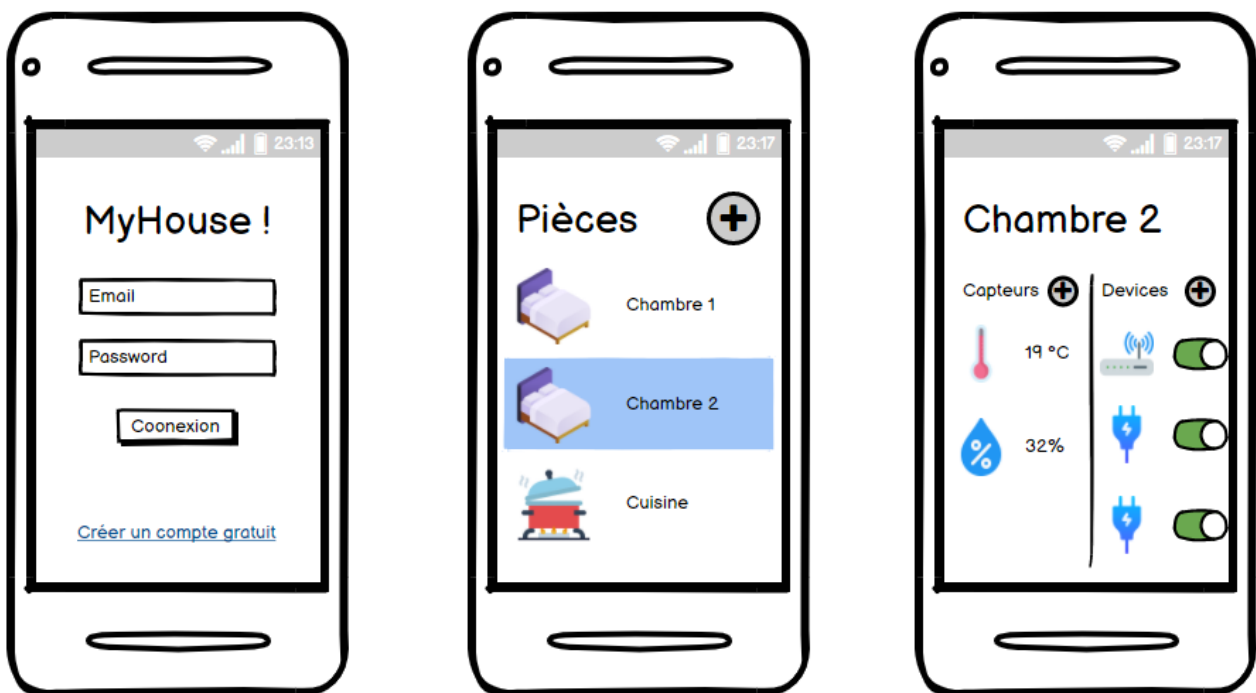 23:13
MyHouse !
Email
Password
Coonexion
Créer un compte gratuit
23:17
Pièces
Chambre 1
Chambre 2
Cuisine
23:17
Chambre 2
Capteurs Devices
19 °C
%
32%